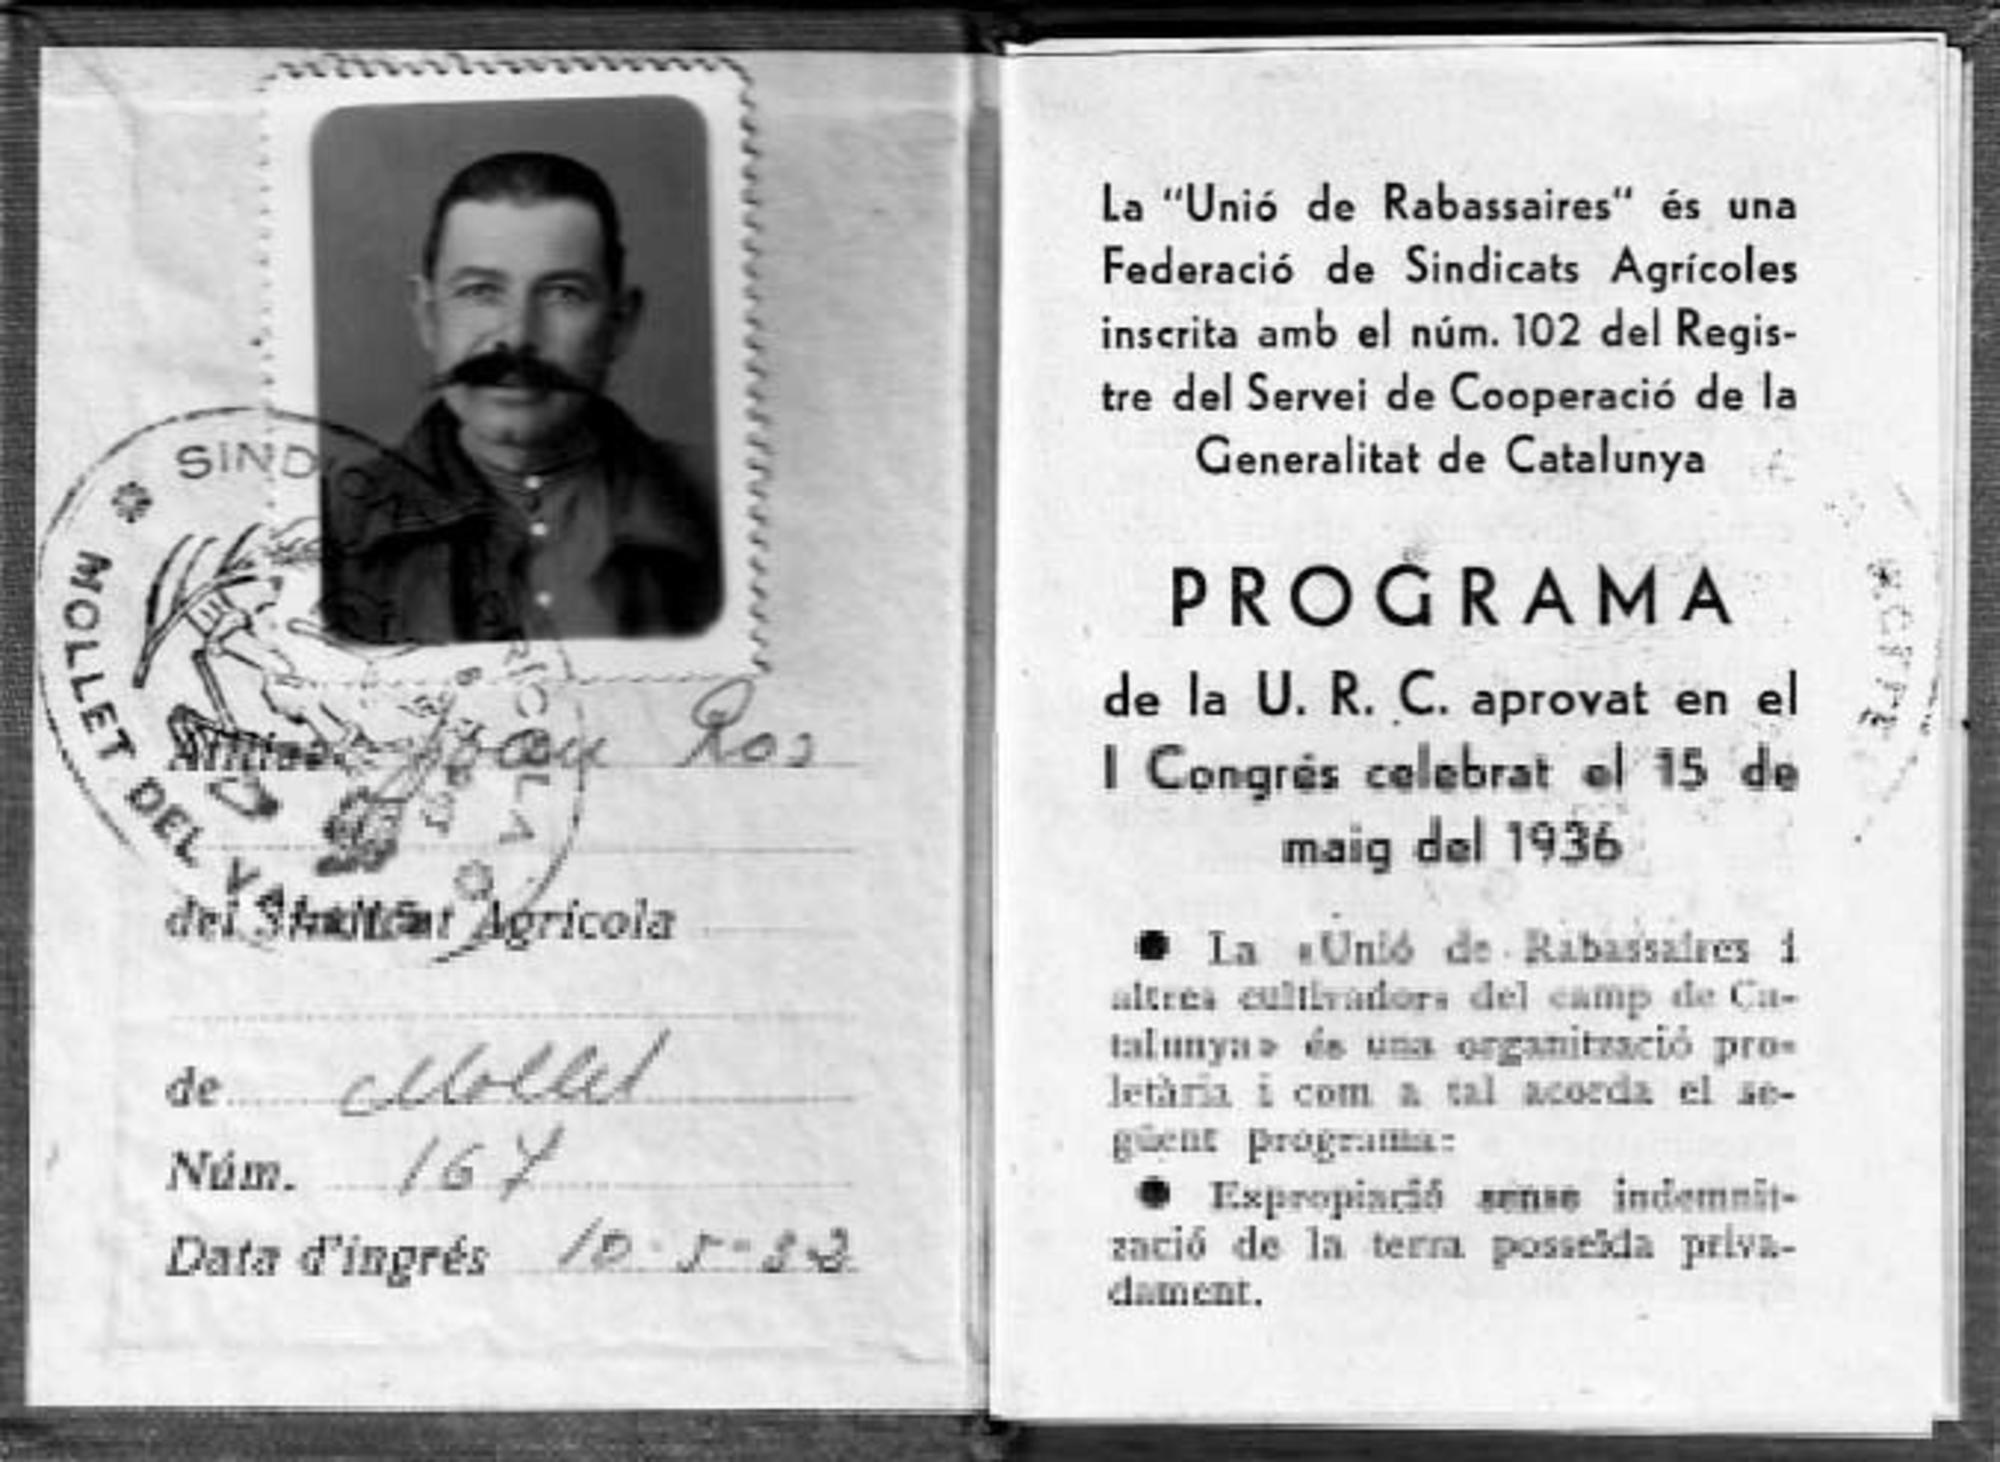 SINDICAT AGRICOLA
MOLLET DEL VALLES
Joan Ros
del Sindicat Agrícola
de Mollet
Núm. 167
Data d'ingrés 10-5-
La “Unió de Rabassaires“ és una
Federació de Sindicats Agrícoles
inscrita amb el núm. 102 del Regis-
tre del Servei de Cooperació de la
Generalitat de Catalunya
PROGRAMA
de la U. R. C. aprovat en el
I Congrés celebrat el 15 de
maig del 1936
● La «Unió de Rabassaires i
altres cultivadors del camp de Ca-
talunya» és una organització pro-
letària i com a tal acorda el se-
güent programa:
● Expropiació sense indemnit-
zació de la terra posseïda priva-
dament.